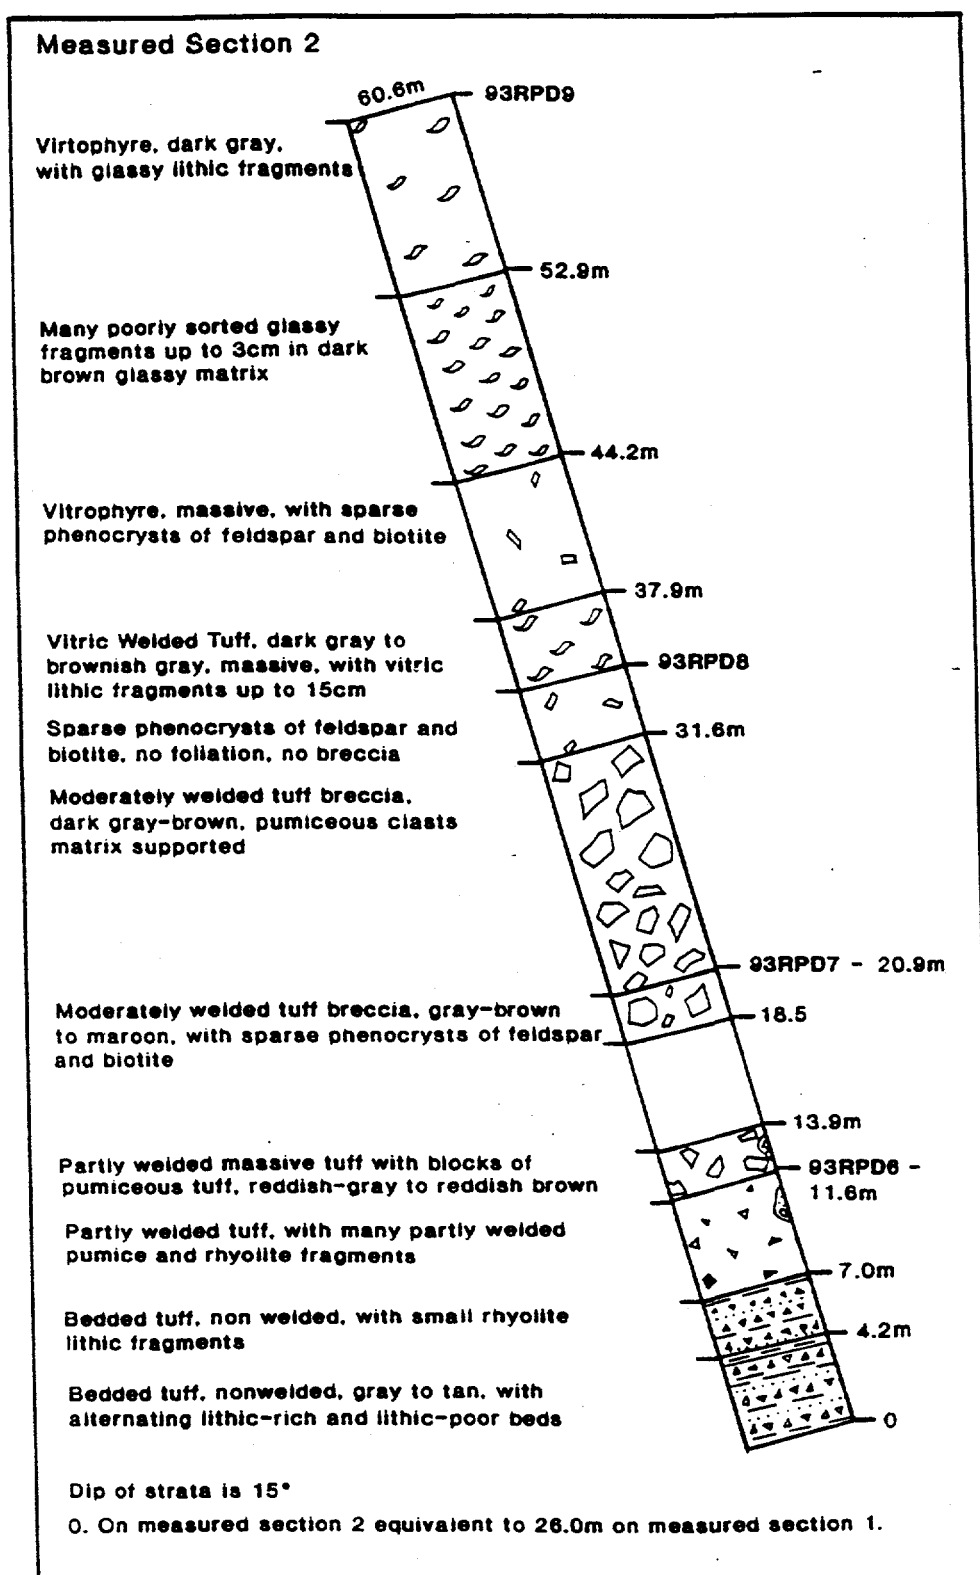 Measured Section 2
60.6m
93RPD9
Virtophyre, dark gray,
with glassy lithic fragments
52.9m
Many poorly sorted glassy
fragments up to 3cm in dark
brown glassy matrix
44.2m
Vitrophyre, massive, with sparse
phenocrysts of feldspar and biotite
37.9m
Vitric Welded Tuff, dark gray to
brownish gray, massive, with vitric
lithic fragments up to 15cm
93RPD8
Sparse phenocrysts of feldspar and
biotite, no foliation, no breccia
31.6m
Moderately welded tuff breccia,
dark gray-brown, pumiceous clasts
matrix supported
93RPD7 - 20.9m
Moderately welded tuff breccia, gray-brown
to maroon, with sparse phenocrysts of feldspar
and biotite
18.5
13.9m
Partly welded massive tuff with blocks of
pumiceous tuff, reddish-gray to reddish brown
93RPD6 -
11.6m
Partly welded tuff, with many partly welded
pumice and rhyolite fragments
7.0m
Bedded tuff, non welded, with small rhyolite
lithic fragments
4.2m
Bedded tuff, nonwelded, gray to tan, with
alternating lithic-rich and lithic-poor beds
0
Dip of strata is 15°
0. On measured section 2 equivalent to 26.0m on measured section 1.